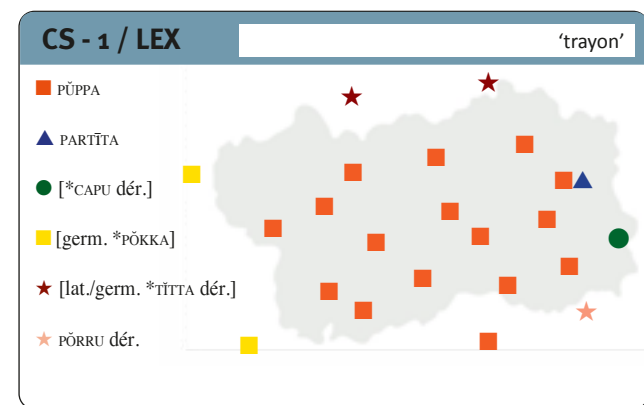 CS - 1 / LEX
‘trayon’
PŬPPA
PARTĪTA
[*CAPU dér.]
[germ. *PŎKKA]
[lat./germ. *TĬTTA dér.]
PŎRRU dér.